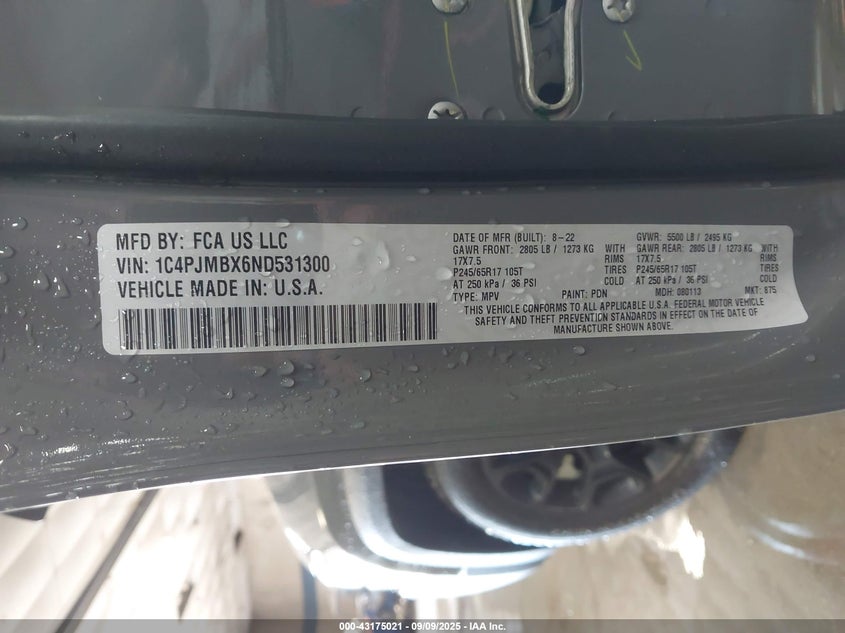 MFD BY: FCA US LLC
VIN: 1C4PJMBX6ND531300
VEHICLE MADE IN: U.S.A.
DATE OF MFR (BUILT): 8-22 GVWR: 5500 LB / 2495 KG
GAWR FRONT: 2805 LB / 1273 KG GAWR REAR: 2805 LB / 1273 KG
17X7.5 RIMS 17X7.5 RIMS
P245/65R17 105T TIRES P245/65R17 105T TIRES
AT 250 kPa / 36 PSI COLD AT 250 kPa / 36 PSI COLD
TYPE: MPV PAINT: PDN MDH: 080113 MKT: 875
THIS VEHICLE CONFORMS TO ALL APPLICABLE U.S.A. FEDERAL MOTOR VEHICLE
SAFETY AND THEFT PREVENTION STANDARDS IN EFFECT ON THE DATE OF
MANUFACTURE SHOWN ABOVE.
000-43175021 - 09/09/2025 - IAA Inc.